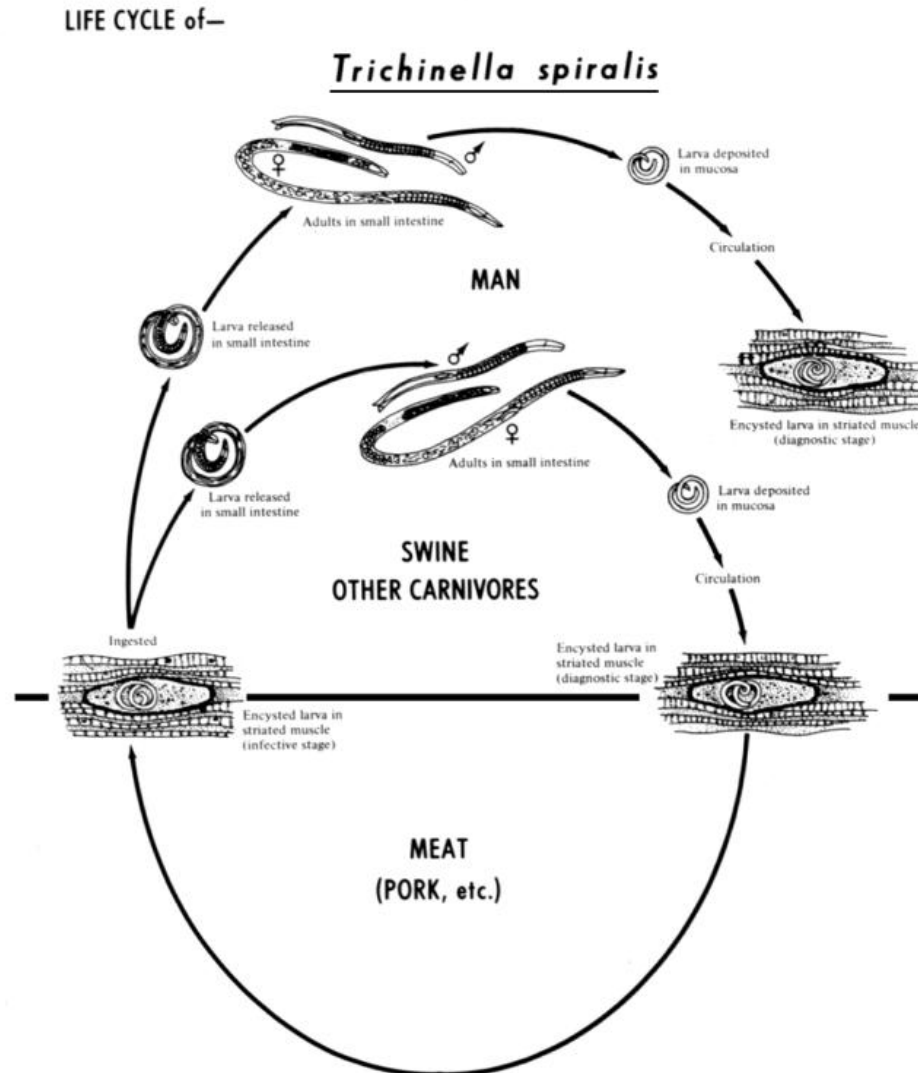 LIFE CYCLE of—
Trichinella spiralis
♂
♀
Adults in small intestine
Larva deposited
in mucosa
Circulation
MAN
Larva released
in small intestine
Encysted larva in striated muscle
(diagnostic stage)
♂
♀
Adults in small intestine
Larva released
in small intestine
Larva deposited
in mucosa
SWINE
OTHER CARNIVORES
Circulation
Ingested
Encysted larva in
striated muscle
(diagnostic stage)
Encysted larva in
striated muscle
(infective stage)
MEAT
(PORK, etc.)